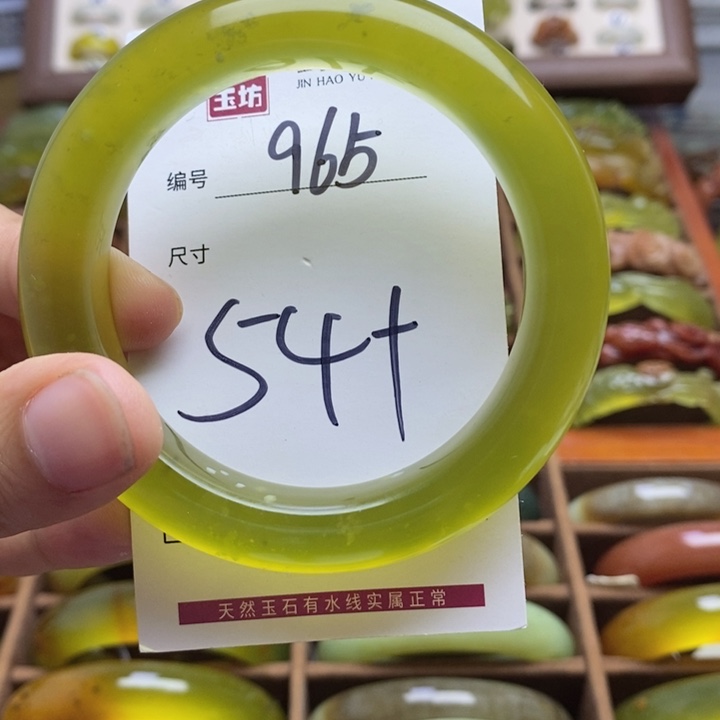 玉坊
JIN HAO YU
编号 965
尺寸
54+
天然玉石有水线实属正常